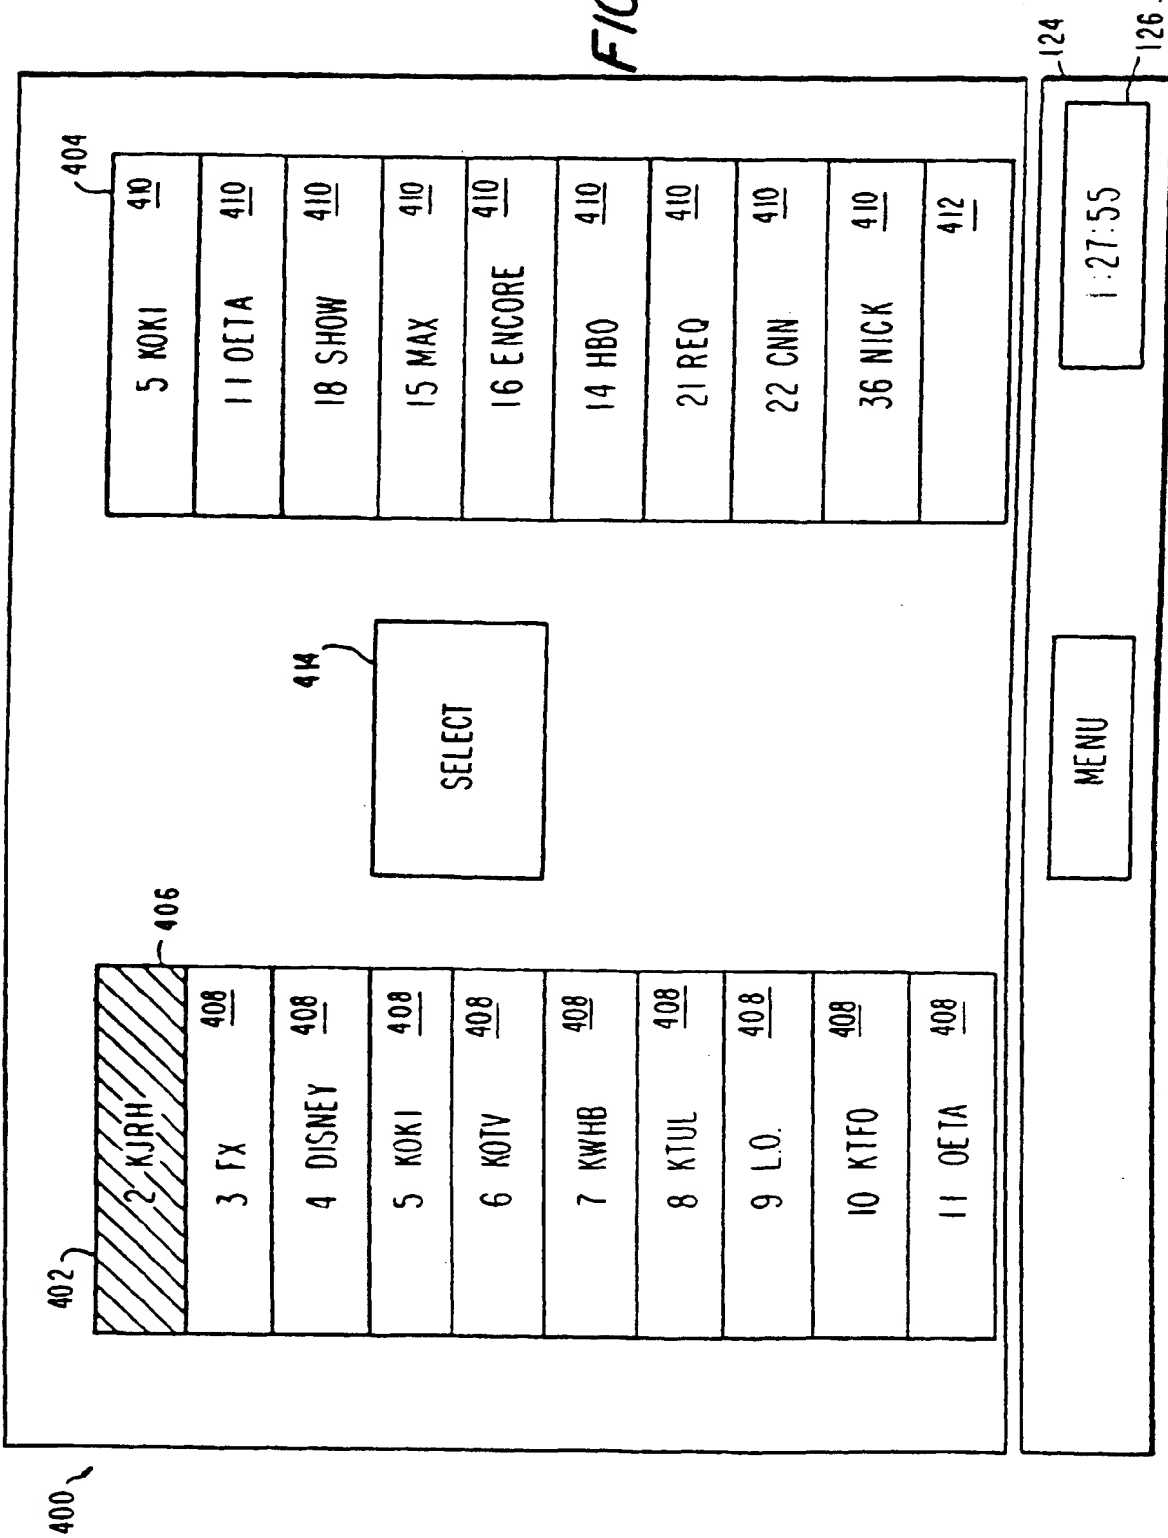 400
402
2 KJRH
406
3 FX 408
4 DISNEY 408
5 KOKI 408
6 KOTV 408
7 KWHB 408
8 KTUL 408
9 L.O. 408
10 KTFO 408
11 OETA 408
414
SELECT
404
5 KOKI 410
11 OETA 410
18 SHOW 410
15 MAX 410
16 ENCORE 410
14 HBO 410
21 REQ 410
22 CNN 410
36 NICK 410
412
MENU
1:27:55
124
126